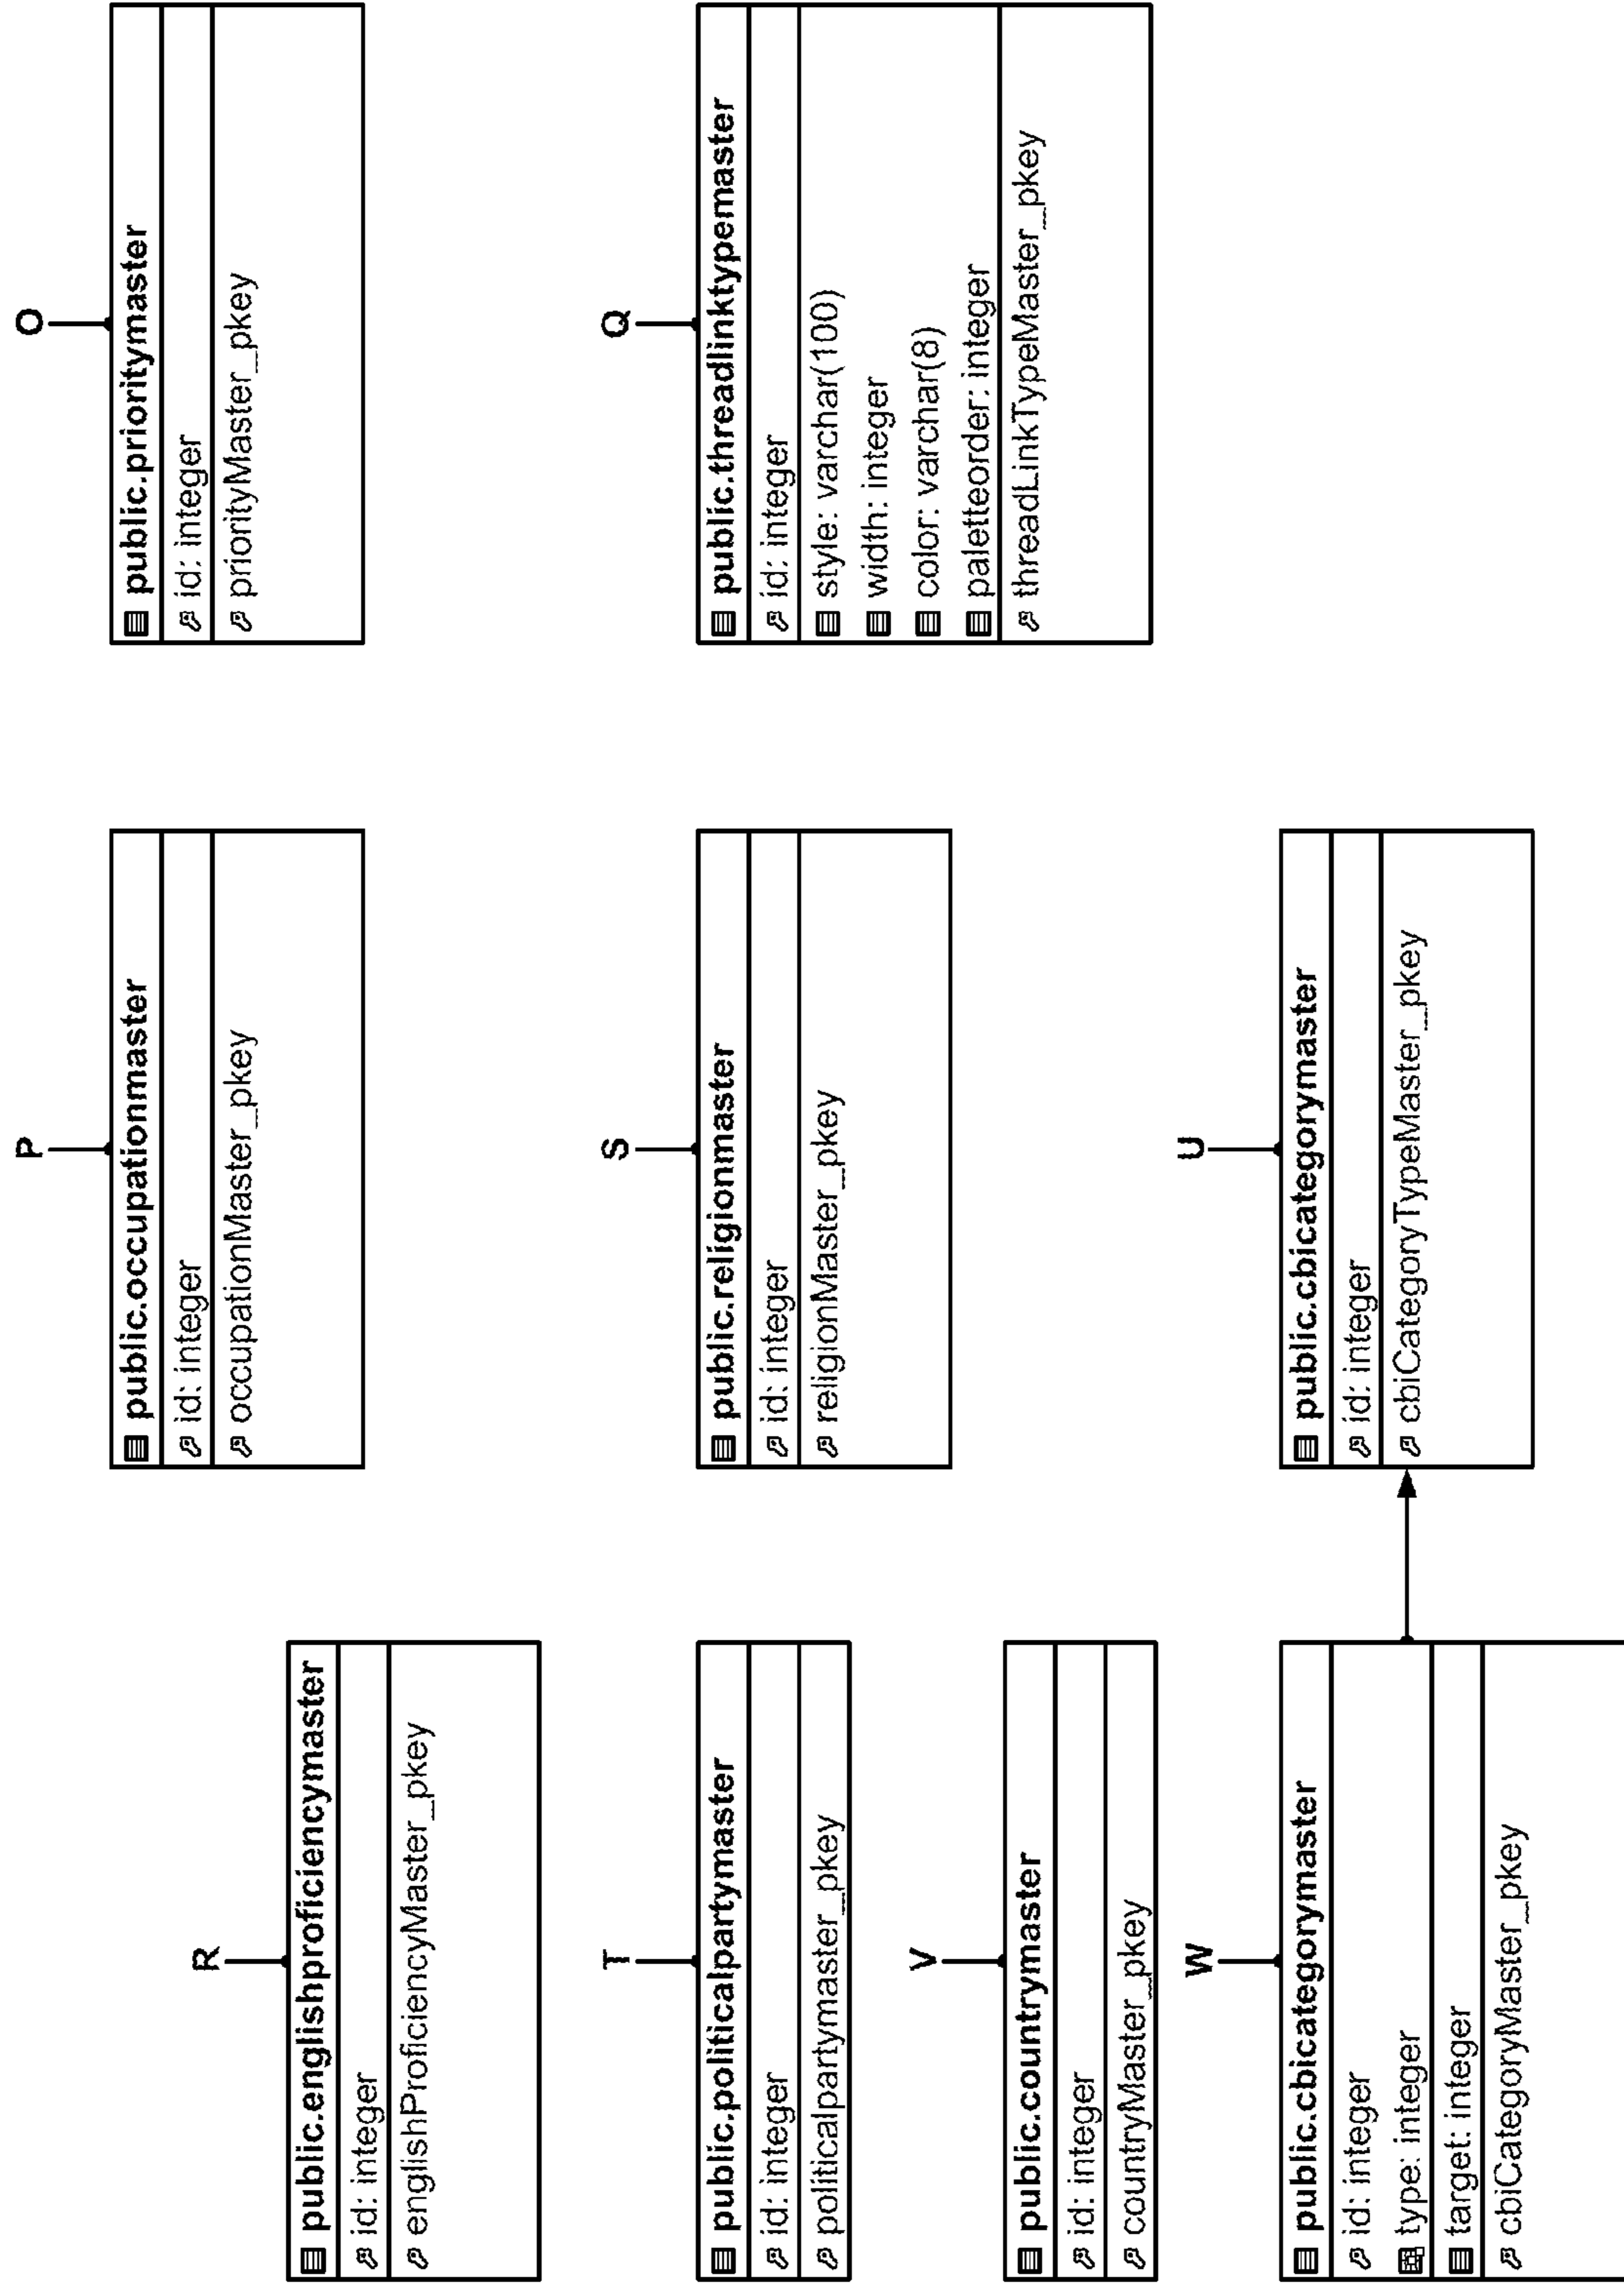 R
public.englishproficiencymaster
id: integer
englishProficiencyMaster_pkey
P
public.occupationmaster
id: integer
occupationMaster_pkey
O
public.prioritymaster
id: integer
priorityMaster_pkey
T
public.politicalpartymaster
id: integer
politicalpartymaster_pkey
S
public.religionmaster
id: integer
religionMaster_pkey
Q
public.threadlinktypemaster
id: integer
style: varchar(100)
width: integer
color: varchar(8)
paletteorder: integer
threadLinkTypeMaster_pkey
V
public.countrymaster
id: integer
countryMaster_pkey
W
public.cbicategorymaster
id: integer
type: integer
target: integer
cbiCategoryMaster_pkey
U
public.cbicategorymaster
id: integer
cbiCategoryTypeMaster_pkey